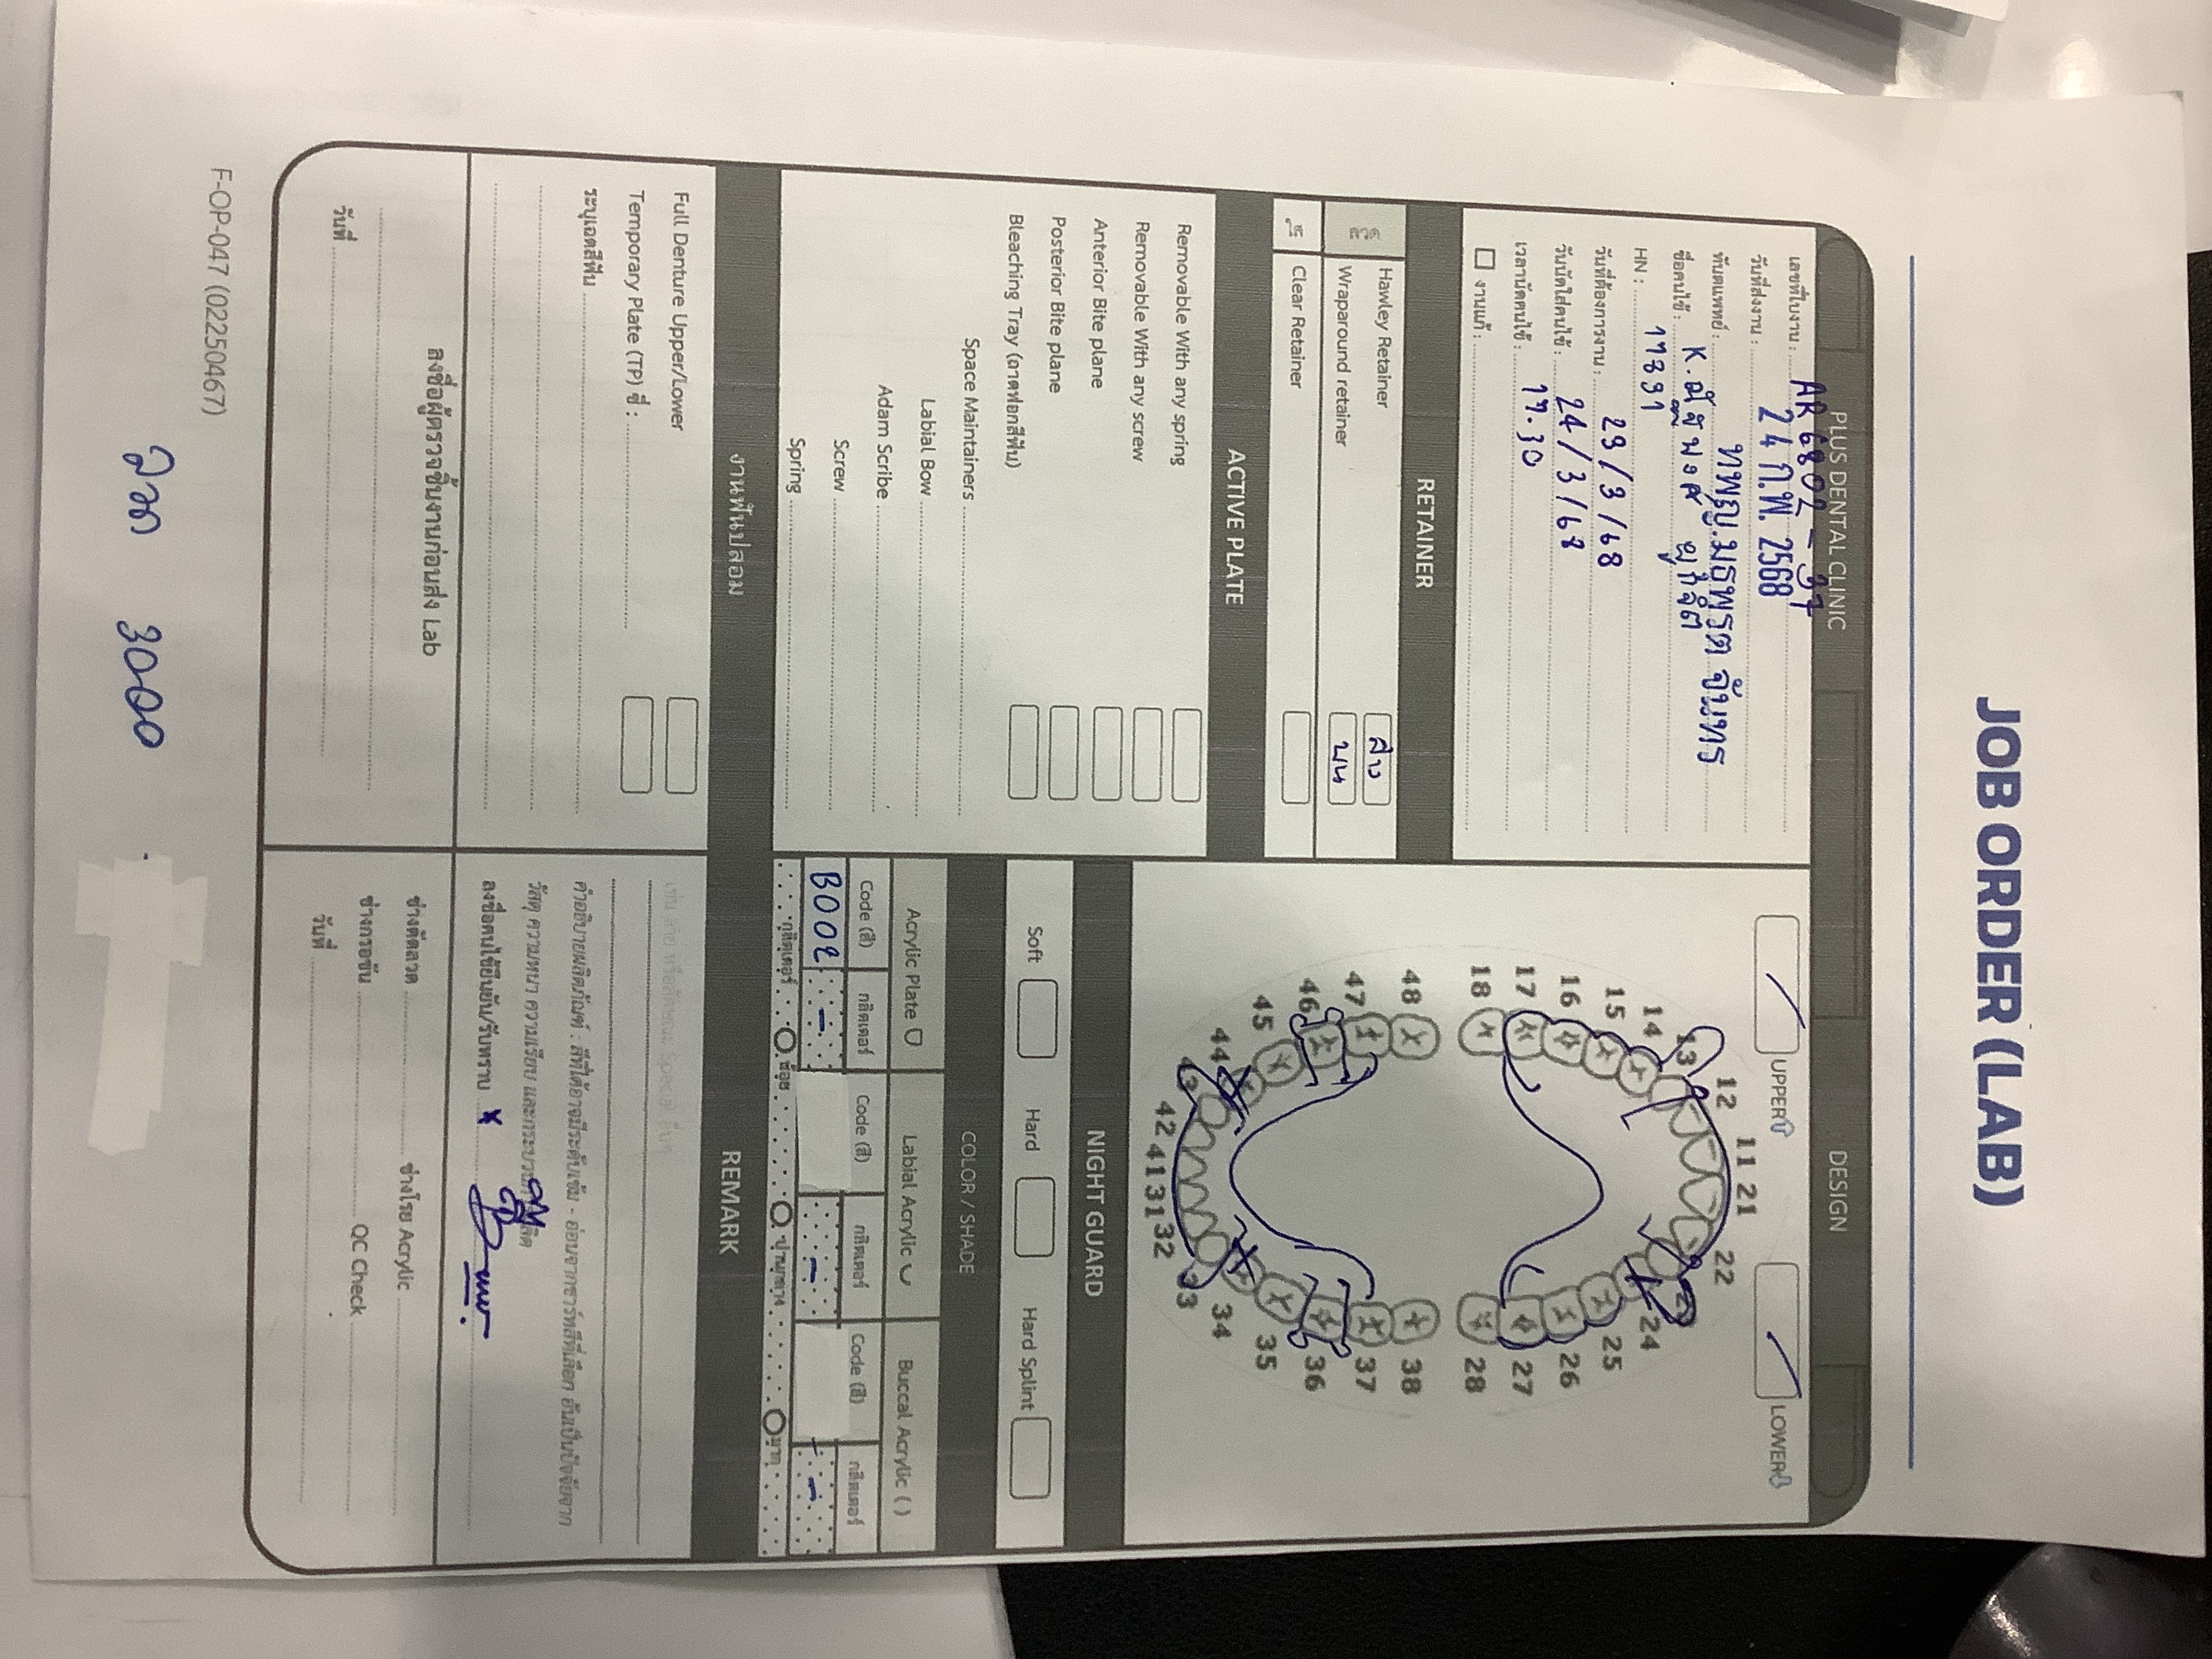 JOB ORDER (LAB)
PLUS DENTAL CLINIC
เลขที่ใบงาน : AR 6802 - 37
วันที่ส่งงาน : 24 ก.พ. 2568
ทันตแพทย์ : ทพญ.มธุพรต จันทร
ชื่อคนไข้ : K. ณัฐพงศ์ ผูกจิต
HN : 17891
วันที่ต้องการงาน : 23/3/68
วันนัดใส่คนไข้ : 24/3/68
เวลานัดคนไข้ : 17.30
งานแก้ :
DESIGN
UPPER
LOWER
11 21
12 22
13 23
14 24
15 25
16 26
17 27
18 28
48 38
47 37
46 36
45 35
44 34
43 33
42 41 31 32
RETAINER
ลวด
Hawley Retainer ล่าง
Wraparound retainer บน
ใส
Clear Retainer
ACTIVE PLATE
Removable With any spring
Removable With any screw
Anterior Bite plane
Posterior Bite plane
Bleaching Tray (ถาดฟอกสีฟัน)
Space Maintainers
Labial Bow
Adam Scribe
Screw
Spring
NIGHT GUARD
Soft Hard Hard Splint
COLOR / SHADE
Acrylic Plate Labial Acrylic Buccal Acrylic ( )
Code (สี) กลิตเตอร์ Code (สี) กลิตเตอร์ Code (สี) กลิตเตอร์
B002 - - -
กลิตเตอร์ น้อย ปานกลาง มาก
งานฟันปลอม
Full Denture Upper/Lower
Temporary Plate (TP) ซี่ :
ระบุเฉดสีฟัน
REMARK
เช่น ลาย หรือลักษณะ Special อื่นๆ
คำอธิบายผลิตภัณฑ์ : สีที่ได้อาจมีระดับเข้ม - อ่อนจากชาร์ทสีที่เลือก อันเป็นปัจจัยจาก
วัสดุ ความหนา ความเรียบ และกระบวนการผลิต
ลงชื่อคนไข้ยืนยัน/รับทราบ x
ลงชื่อผู้ตรวจชิ้นงานก่อนส่ง Lab
วันที่
ช่างดัดลวด ช่างโรย Acrylic
ช่างกรอขัน QC Check
วันที่
F-OP-047 (02250467)
ลวด 3000